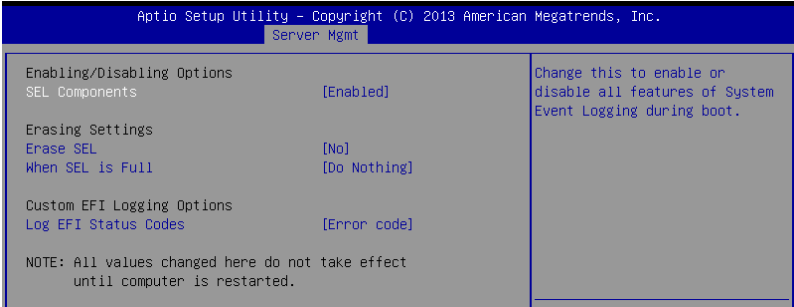 Aptio Setup Utility – Copyright (C) 2013 American Megatrends, Inc.
Server Mgmt
Enabling/Disabling Options
SEL Components [Enabled]
Erasing Settings
Erase SEL [No]
When SEL is Full [Do Nothing]
Custom EFI Logging Options
Log EFI Status Codes [Error code]
NOTE: All values changed here do not take effect
until computer is restarted.
Change this to enable or
disable all features of System
Event Logging during boot.